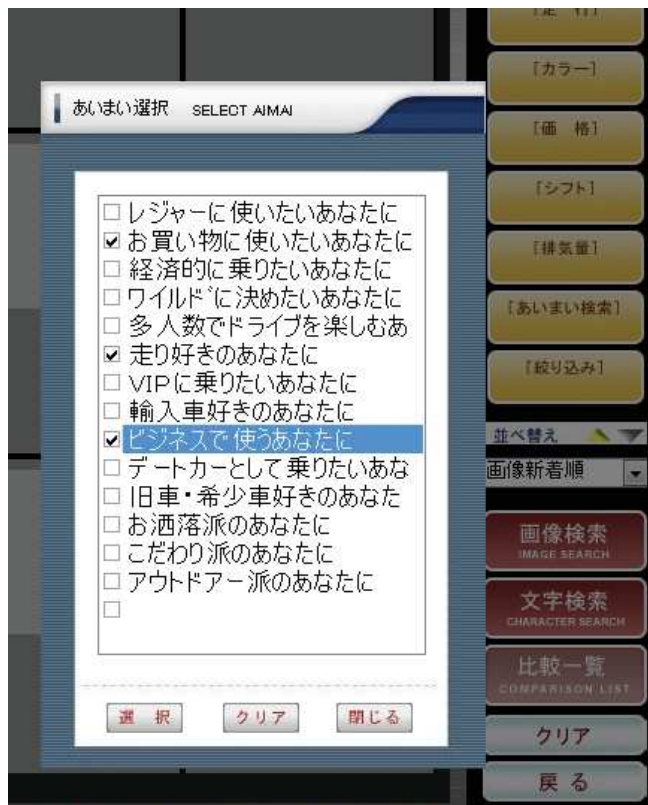 あいまい選択 SELECT AIMAI
レジャーに使いたいあなたに
お買い物に使いたいあなたに
経済的に乗りたいあなたに
ワイルドに決めたいあなたに
多人数でドライブを楽しむあ
走り好きのあなたに
VIPに乗りたいあなたに
輸入車好きのあなたに
ビジネスで使うあなたに
デートカーとして乗りたいあな
旧車・希少車好きのあなた
お洒落派のあなたに
こだわり派のあなたに
アウトドアー派のあなたに
選 択
クリア
閉じる
[カラー]
[価 格]
[シフト]
[排気量]
[あいまい検索]
[絞り込み]
並べ替え
画像新着順
画像検索
IMAGE SEARCH
文字検索
CHARACTER SEARCH
比較一覧
COMPARISON LIST
クリア
戻る